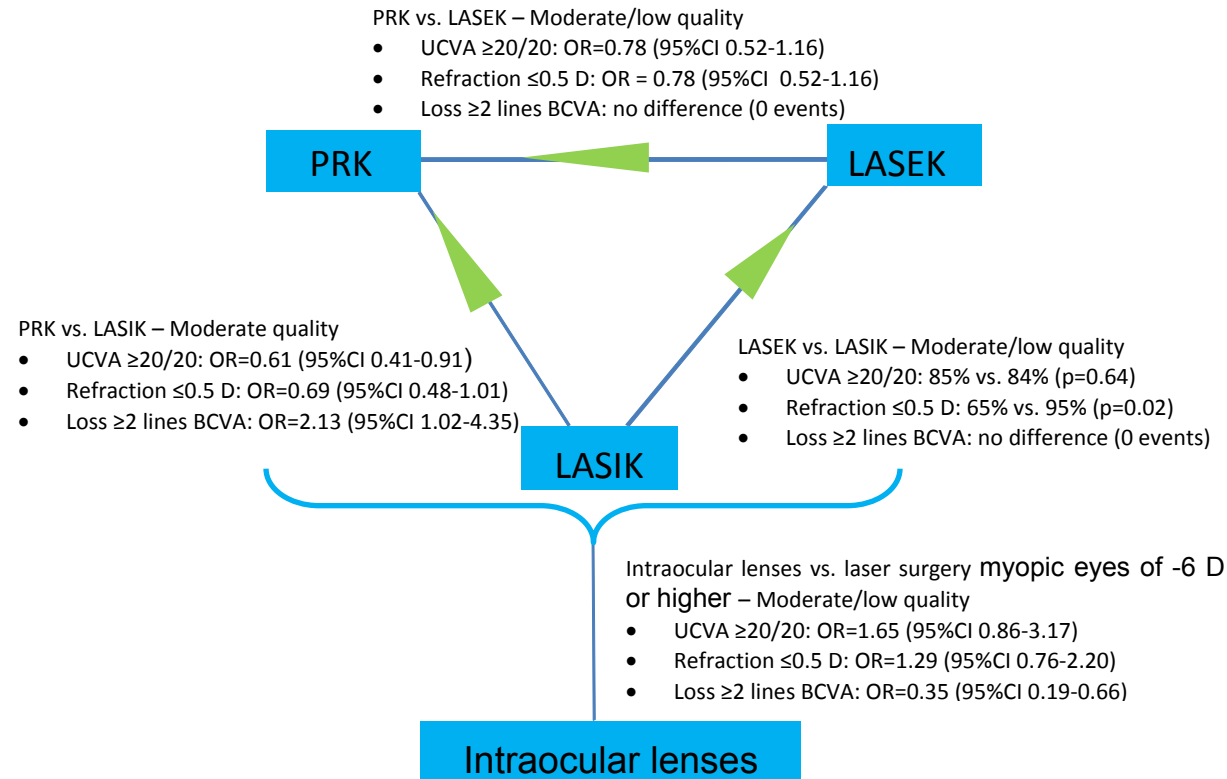 PRK vs. LASEK – Moderate/low quality
• UCVA ≥20/20: OR=0.78 (95%CI 0.52-1.16)
• Refraction ≤0.5 D: OR = 0.78 (95%CI 0.52-1.16)
• Loss ≥2 lines BCVA: no difference (0 events)
PRK
LASEK
PRK vs. LASIK – Moderate quality
• UCVA ≥20/20: OR=0.61 (95%CI 0.41-0.91)
• Refraction ≤0.5 D: OR=0.69 (95%CI 0.48-1.01)
• Loss ≥2 lines BCVA: OR=2.13 (95%CI 1.02-4.35)
LASEK vs. LASIK – Moderate/low quality
• UCVA ≥20/20: 85% vs. 84% (p=0.64)
• Refraction ≤0.5 D: 65% vs. 95% (p=0.02)
• Loss ≥2 lines BCVA: no difference (0 events)
LASIK
Intraocular lenses vs. laser surgery myopic eyes of -6 D
or higher – Moderate/low quality
• UCVA ≥20/20: OR=1.65 (95%CI 0.86-3.17)
• Refraction ≤0.5 D: OR=1.29 (95%CI 0.76-2.20)
• Loss ≥2 lines BCVA: OR=0.35 (95%CI 0.19-0.66)
Intraocular lenses